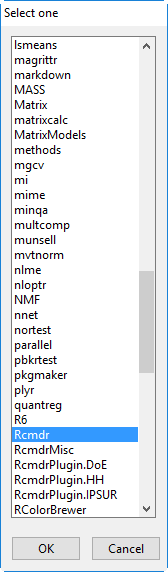 Select one
lsmeans
magrittr
markdown
MASS
Matrix
matrixcalc
MatrixModels
methods
mgcv
mi
mime
minqa
multcomp
munsell
mvtnorm
nlme
nloptr
NMF
nnet
nortest
parallel
pbkrtest
pkgmaker
plyr
quantreg
R6
Rcmdr
RcmdrMisc
RcmdrPlugin.DoE
RcmdrPlugin.HH
RcmdrPlugin.IPSUR
RColorBrewer
OK
Cancel